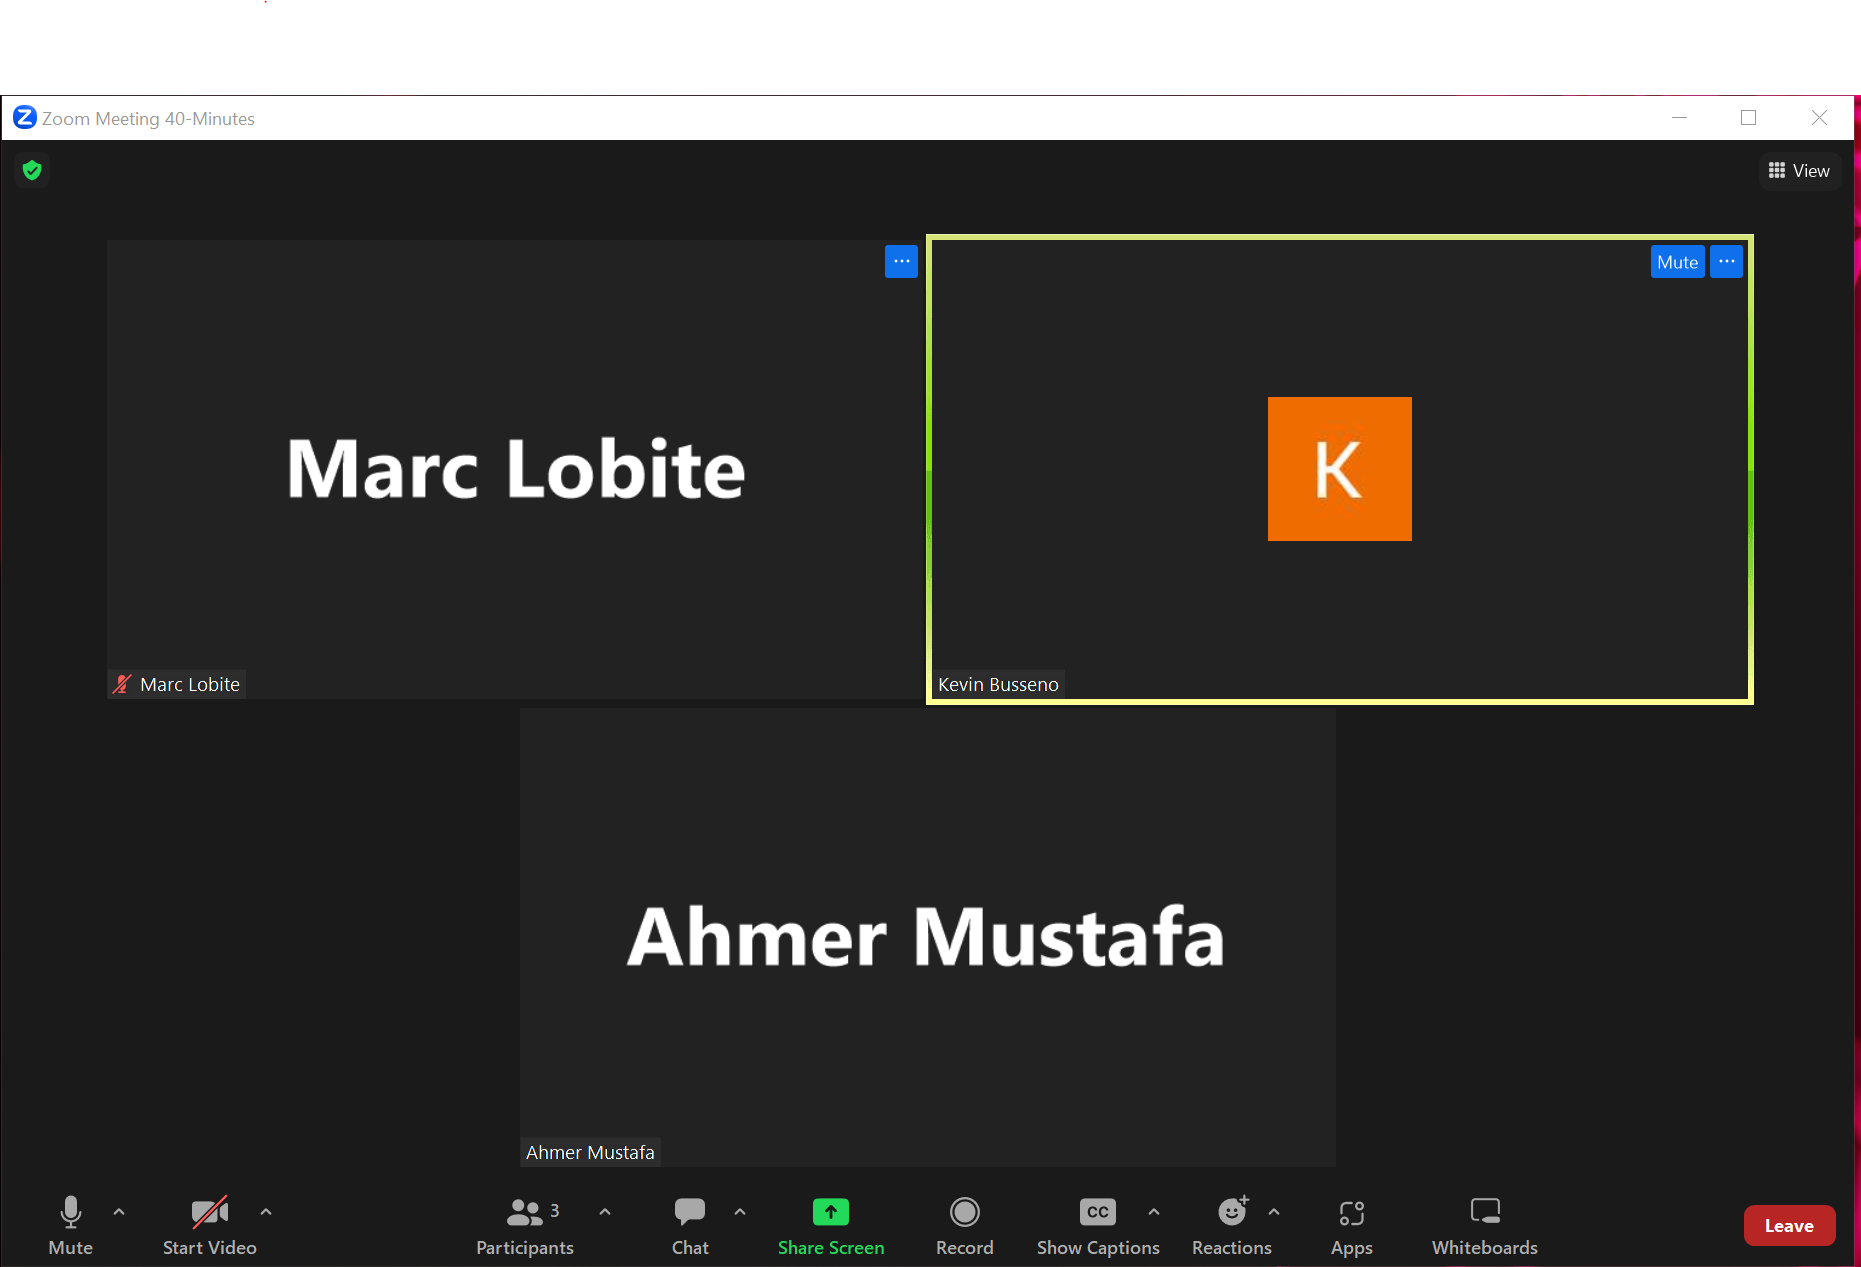 Zoom Meeting 40-Minutes
View
...
Mute ...
Marc Lobite
K
Marc Lobite
Kevin Busseno
Ahmer Mustafa
Ahmer Mustafa
3
CC
Mute
Start Video
Participants
Chat
Share Screen
Record
Show Captions
Reactions
Apps
Whiteboards
Leave